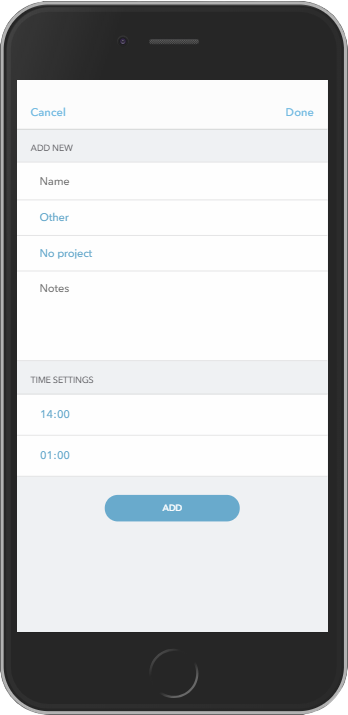 Cancel Done
ADD NEW
Name
Other
No project
Notes
TIME SETTINGS
14:00
01:00
ADD